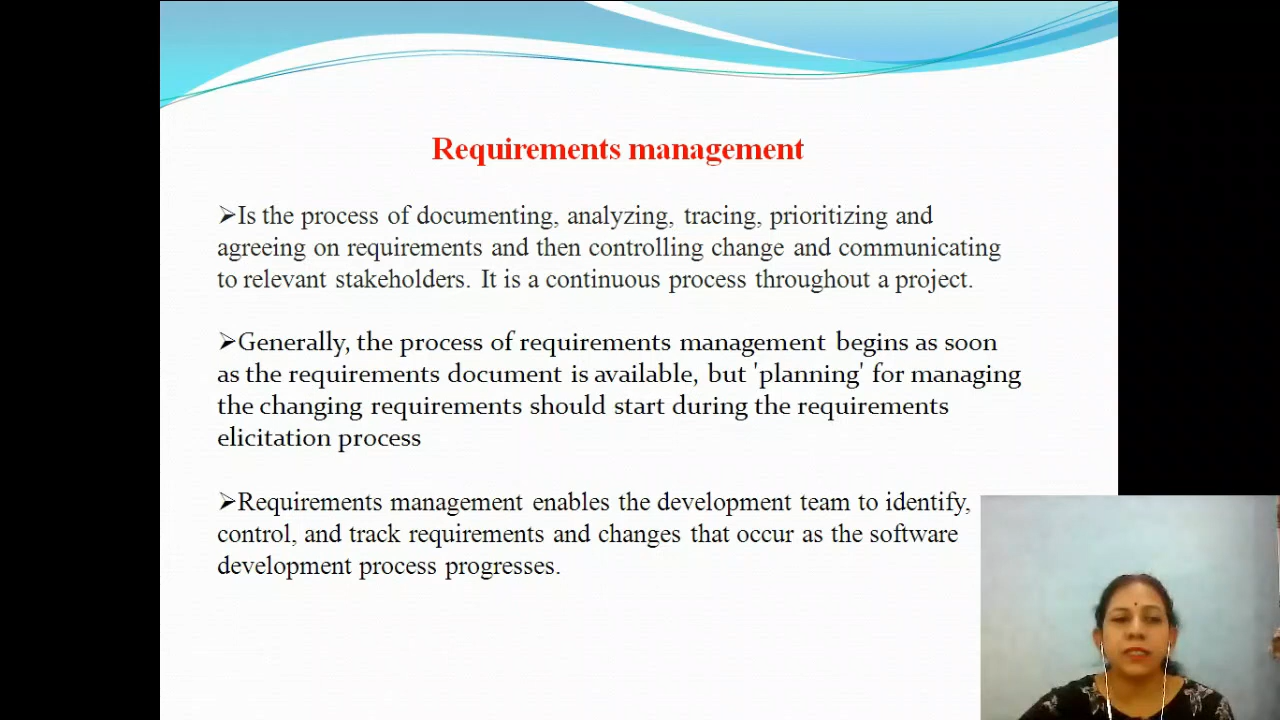 Requirements management
➢Is the process of documenting, analyzing, tracing, prioritizing and
agreeing on requirements and then controlling change and communicating
to relevant stakeholders. It is a continuous process throughout a project.
➢Generally, the process of requirements management begins as soon
as the requirements document is available, but 'planning' for managing
the changing requirements should start during the requirements
elicitation process
➢Requirements management enables the development team to identify,
control, and track requirements and changes that occur as the software
development process progresses.